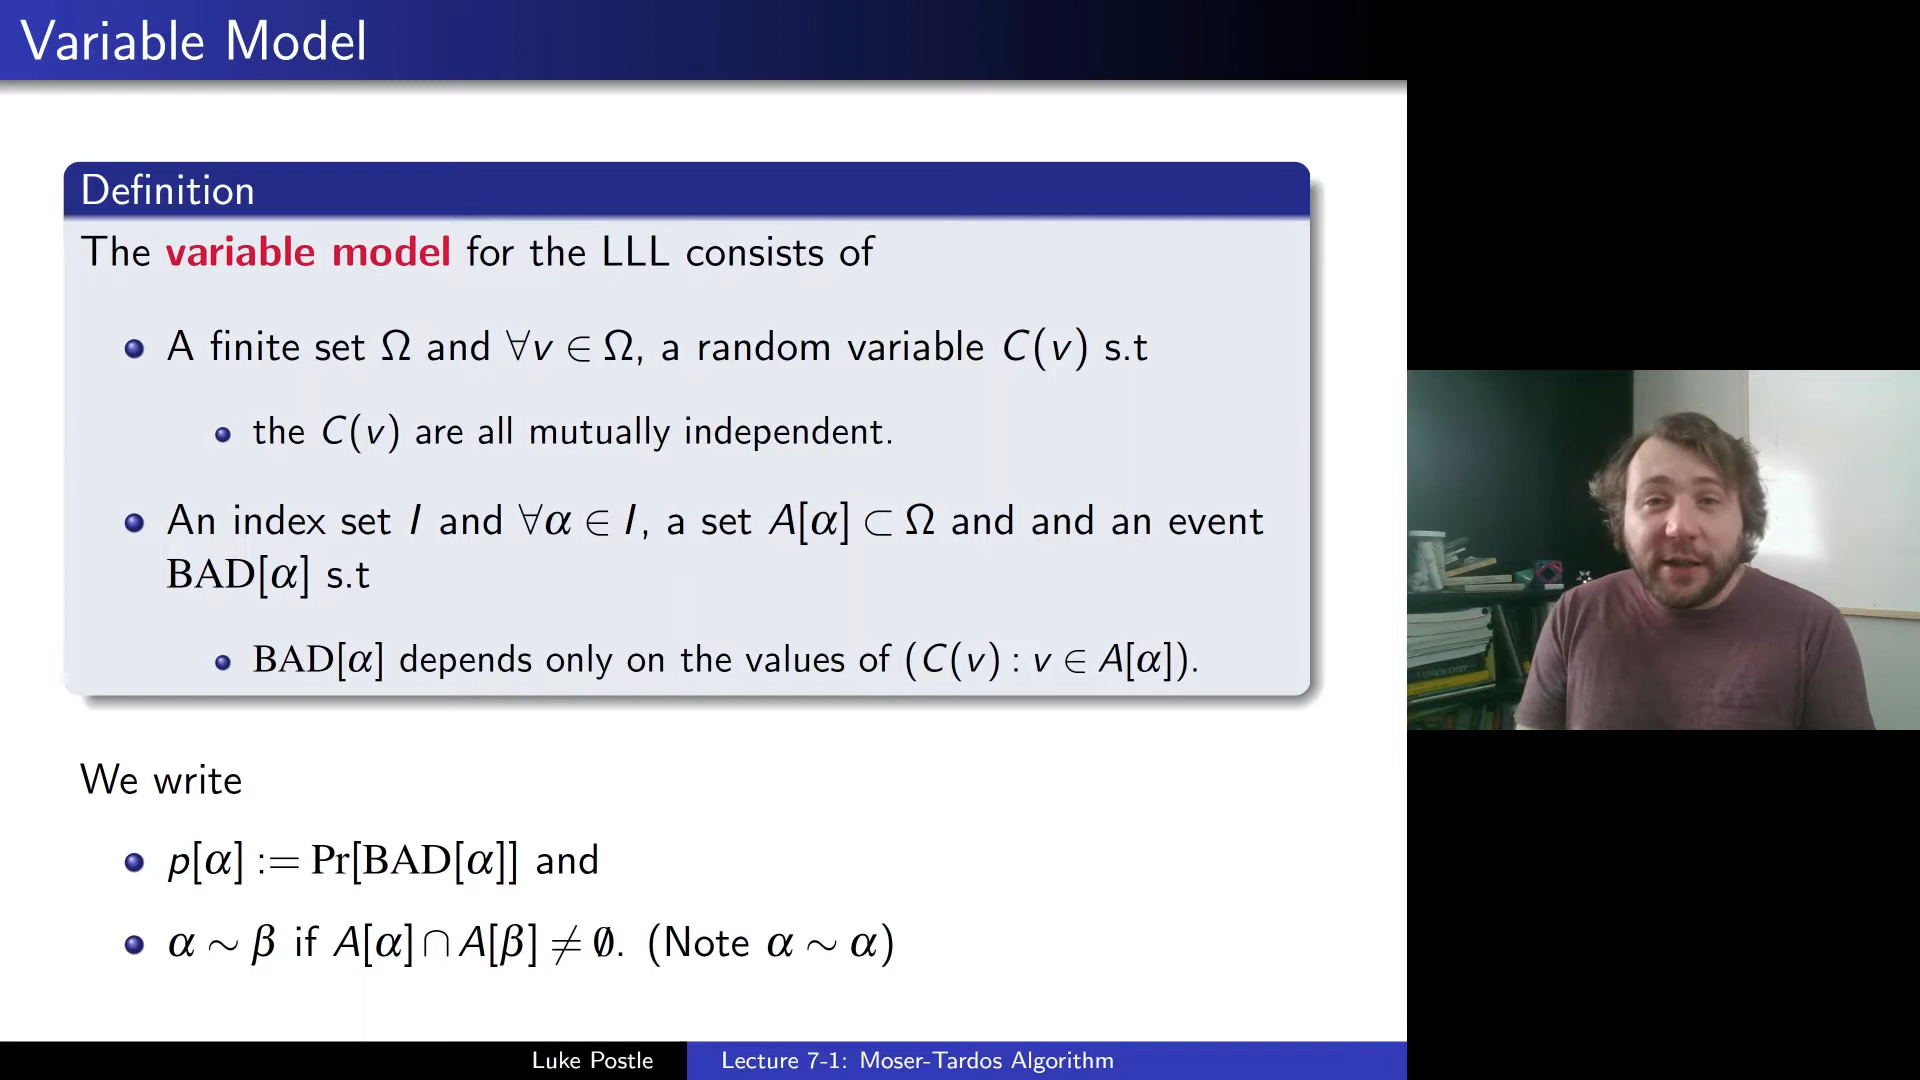 Variable Model
Definition
The variable model for the LLL consists of
A finite set Ω and ∀v ∈ Ω, a random variable C(v) s.t
the C(v) are all mutually independent.
An index set I and ∀α ∈ I, a set A[α] ⊂ Ω and and an event
BAD[α] s.t
BAD[α] depends only on the values of (C(v) : v ∈ A[α]).
We write
p[α] := Pr[BAD[α]] and
α ∼ β if A[α] ∩ A[β] ≠ ∅. (Note α ∼ α)
Luke Postle
Lecture 7-1: Moser-Tardos Algorithm